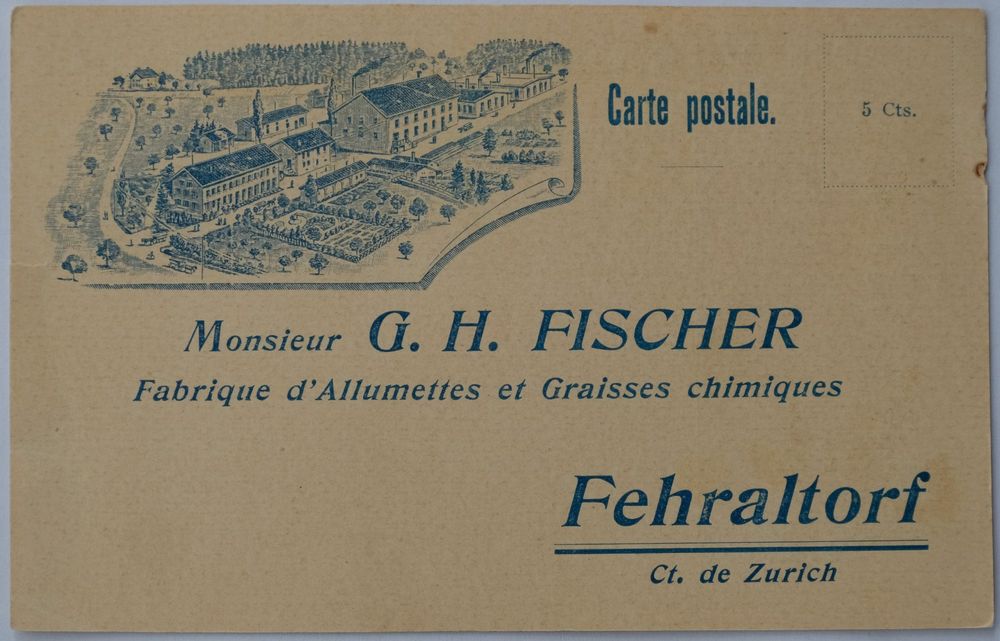 Carte postale.
5 Cts.
Monsieur G. H. FISCHER
Fabrique d'Allumettes et Graisses chimiques
Fehraltorf
Ct. de Zurich